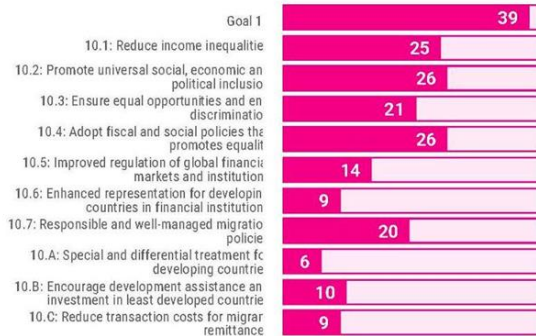 Goal 1
39
10.1: Reduce income inequalitie
25
10.2: Promote universal social, economic an
political inclusio
26
10.3: Ensure equal opportunities and en
discriminatio
21
10.4: Adopt fiscal and social policies tha
promotes equalit
26
10.5: Improved regulation of global financia
markets and institution
14
10.6: Enhanced representation for developin
countries in financial institution
9
10.7: Responsible and well-managed migratio
policie
20
10.A: Special and differential treatment fo
developing countrie
6
10.B: Encourage development assistance an
investment in least developed countrie
10
10.C: Reduce transaction costs for migran
remittance
9